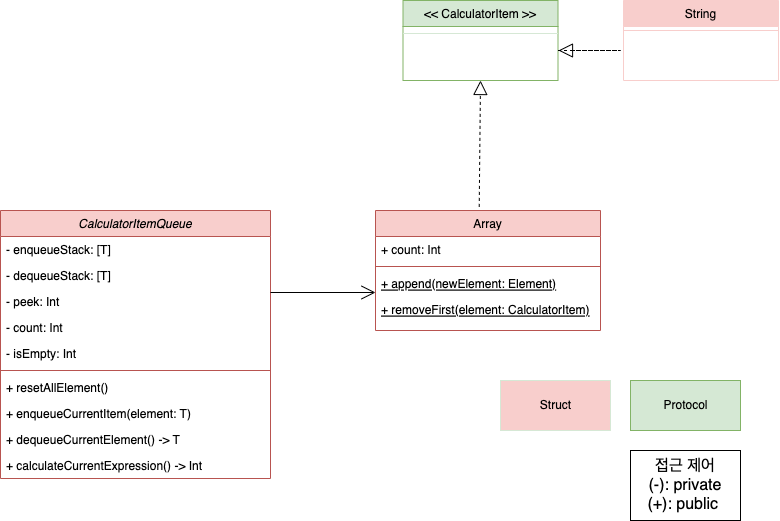 << CalculatorItem >>
String
CalculatorItemQueue
- enqueueStack: [T]
- dequeueStack: [T]
- peek: Int
- count: Int
- isEmpty: Int
+ resetAllElement()
+ enqueueCurrentItem(element: T)
+ dequeueCurrentElement() -> T
+ calculateCurrentExpression() -> Int
Array
+ count: Int
+ append(newElement: Element)
+ removeFirst(element: CalculatorItem)
Struct
Protocol
접근 제어
(-): private
(+): public